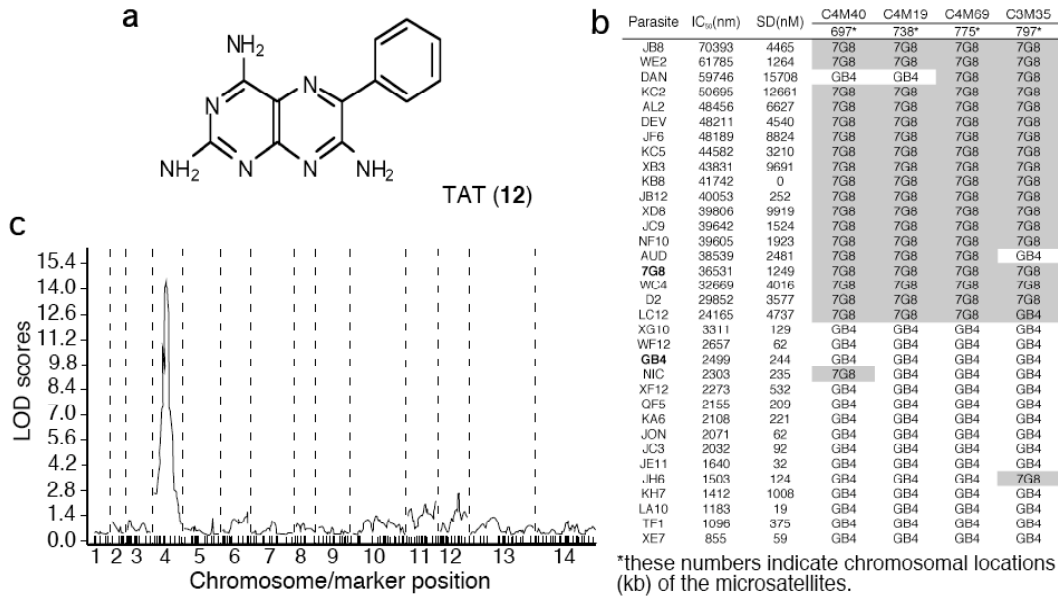 a
NH₂
N
N
N
N
NH₂
NH₂
TAT (12)
b
Parasite IC₅₀(nm) SD(nM) C4M40 C4M19 C4M69 C3M35
697* 738* 775* 797*
JB8 70393 4465 7G8 7G8 7G8 7G8
WE2 61785 1264 7G8 7G8 7G8 7G8
DAN 59746 15708 GB4 GB4 7G8 7G8
KC2 50695 12661 7G8 7G8 7G8 7G8
AL2 48456 6627 7G8 7G8 7G8 7G8
DEV 48211 4540 7G8 7G8 7G8 7G8
JF6 48189 8824 7G8 7G8 7G8 7G8
KC5 44582 3210 7G8 7G8 7G8 7G8
XB3 43831 9691 7G8 7G8 7G8 7G8
KB8 41742 0 7G8 7G8 7G8 7G8
JB12 40053 252 7G8 7G8 7G8 7G8
XD8 39806 9919 7G8 7G8 7G8 7G8
JC9 39642 1524 7G8 7G8 7G8 7G8
NF10 39605 1923 7G8 7G8 7G8 7G8
AUD 38539 2481 7G8 7G8 7G8 GB4
7G8 36531 1249 7G8 7G8 7G8 7G8
WC4 32669 4016 7G8 7G8 7G8 7G8
D2 29852 3577 7G8 7G8 7G8 7G8
LC12 24165 4737 7G8 7G8 7G8 GB4
XG10 3311 129 GB4 GB4 GB4 GB4
WF12 2657 62 GB4 GB4 GB4 GB4
GB4 2499 244 GB4 GB4 GB4 GB4
NIC 2303 235 7G8 GB4 GB4 GB4
XF12 2273 532 GB4 GB4 GB4 GB4
QF5 2155 209 GB4 GB4 GB4 GB4
KA6 2108 221 GB4 GB4 GB4 GB4
JON 2071 62 GB4 GB4 GB4 GB4
JC3 2032 92 GB4 GB4 GB4 GB4
JE11 1640 32 GB4 GB4 GB4 GB4
JH6 1503 124 GB4 GB4 GB4 7G8
KH7 1412 1008 GB4 GB4 GB4 GB4
LA10 1183 19 GB4 GB4 GB4 GB4
TF1 1096 375 GB4 GB4 GB4 GB4
XE7 855 59 GB4 GB4 GB4 GB4
*these numbers indicate chromosomal locations
(kb) of the microsatellites.
c
LOD scores
15.4
14.0
12.6
11.2
9.8
8.4
7.0
5.6
4.2
2.8
1.4
0.0
1 2 3 4 5 6 7 8 9 10 11 12 13 14
Chromosome/marker position